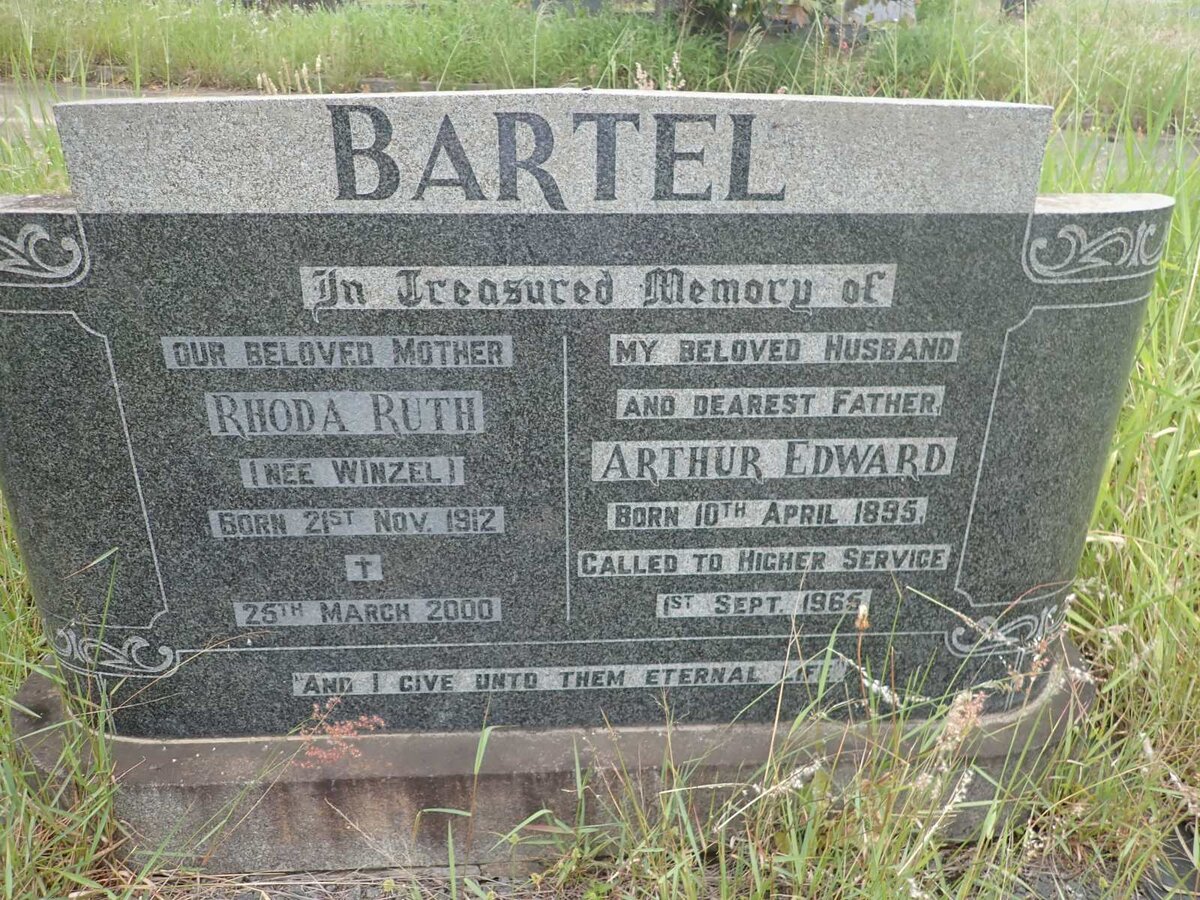 BARTEL
In Treasured Memory of
OUR BELOVED MOTHER
RHODA RUTH
(NEE WINZEL)
BORN 21ST NOV. 1912
✝
25TH MARCH 2000
MY BELOVED HUSBAND
AND DEAREST FATHER,
ARTHUR EDWARD
BORN 10TH APRIL 1895,
CALLED TO HIGHER SERVICE
1ST SEPT. 1965
"AND I GIVE UNTO THEM ETERNAL LIFE